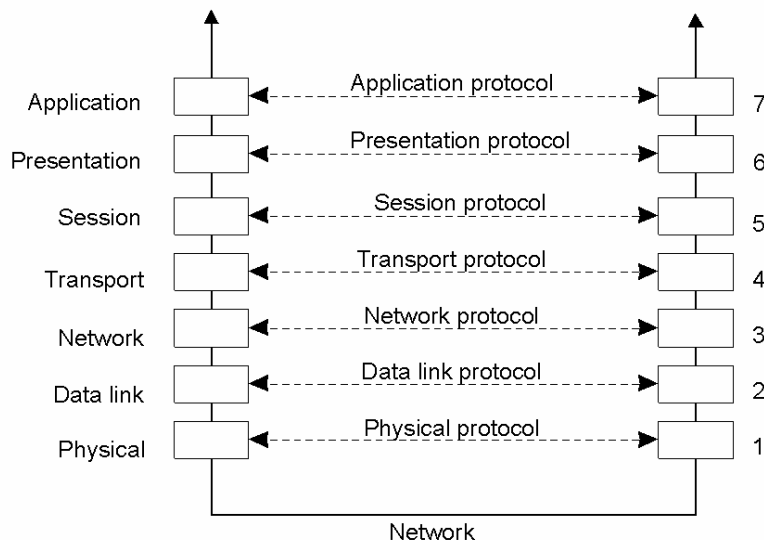 Application protocol
Application
7
Presentation protocol
Presentation
6
Session protocol
Session
5
Transport protocol
Transport
4
Network protocol
Network
3
Data link protocol
Data link
2
Physical protocol
Physical
1
Network